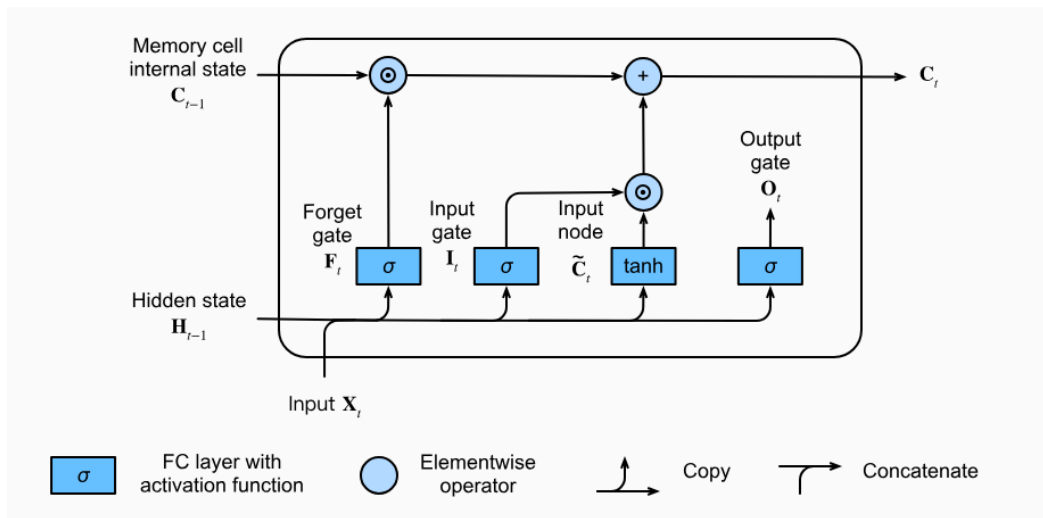 Memory cell
internal state
C_{t−1}
C_t
Output
gate
O_t
Forget
gate
F_t
Input
gate
I_t
Input
node
C̃_t
σ
σ
tanh
σ
Hidden state
H_{t−1}
Input X_t
σ
FC layer with
activation function
Elementwise
operator
Copy
Concatenate